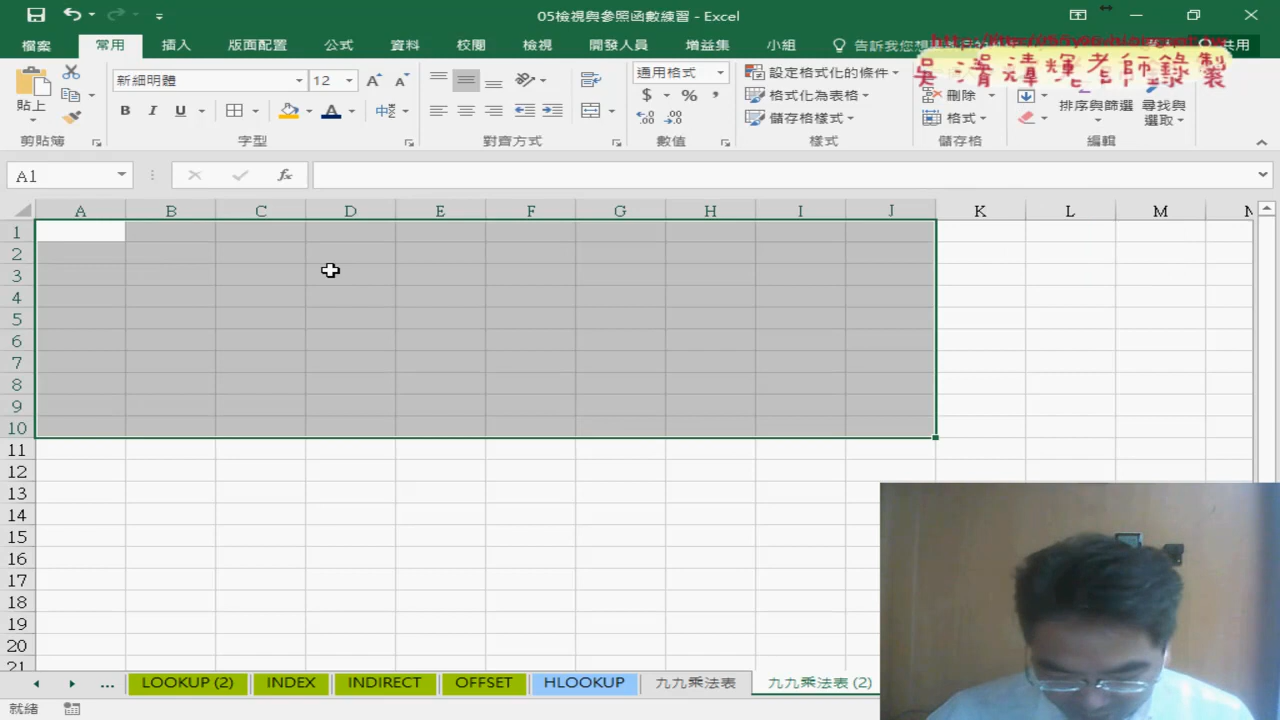 05檢視與參照函數練習 - Excel
檔案 常用 插入 版面配置 公式 資料 校閱 檢視 開發人員 增益集 小組 告訴我您 共用
吳清輝老師錄製
貼上 新細明體 12 通用格式 設定格式化的條件
B I U 中 $ % , 格式化為表格 刪除 排序與篩選 尋找與
儲存格樣式 格式 選取
剪貼簿 字型 對齊方式 數值 樣式 儲存格 編輯
A1 fx
A B C D E F G H I J K L M N
1
2
3
4
5
6
7
8
9
10
11
12
13
14
15
16
17
18
19
20
21
... LOOKUP (2) INDEX INDIRECT OFFSET HLOOKUP 九九乘法表 九九乘法表 (2)
就緒